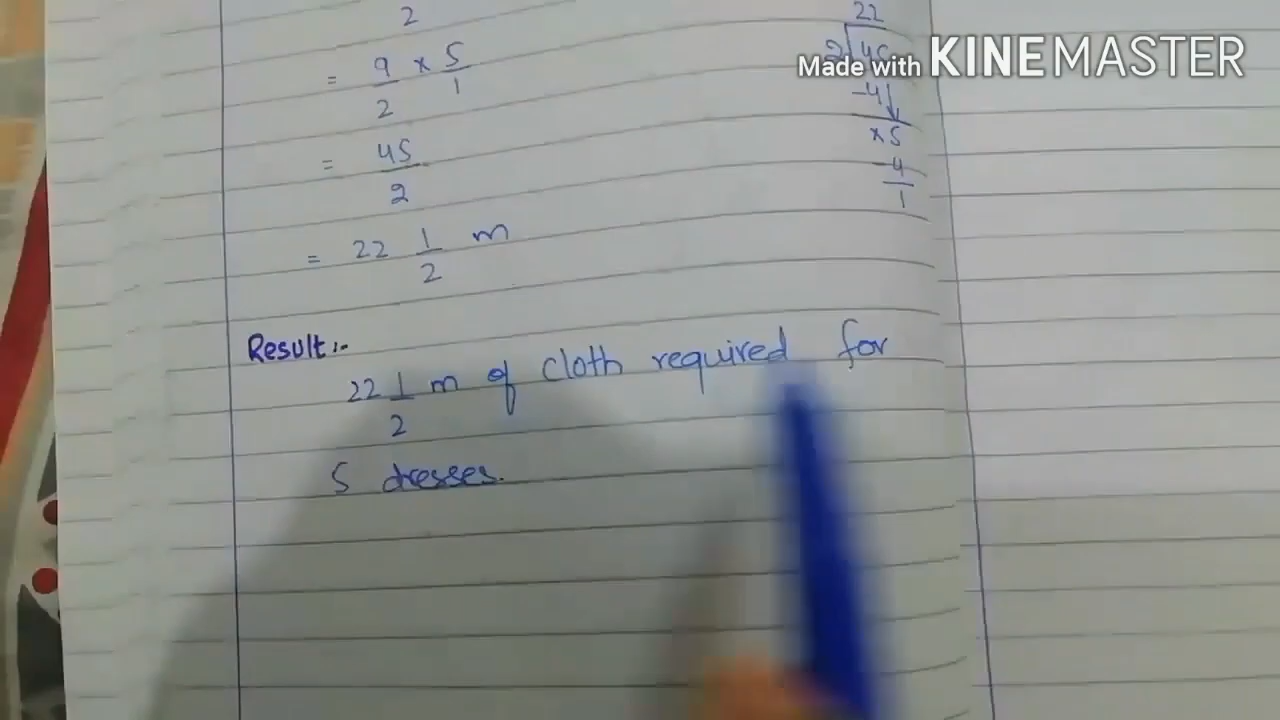 2
= 9/2 × 5/1
= 45/2
= 22 1/2 m
22
2)45
-4↓
×5
-4
1
Made with KINEMASTER
Result:-
22 1/2 m of cloth required for
5 dresses.